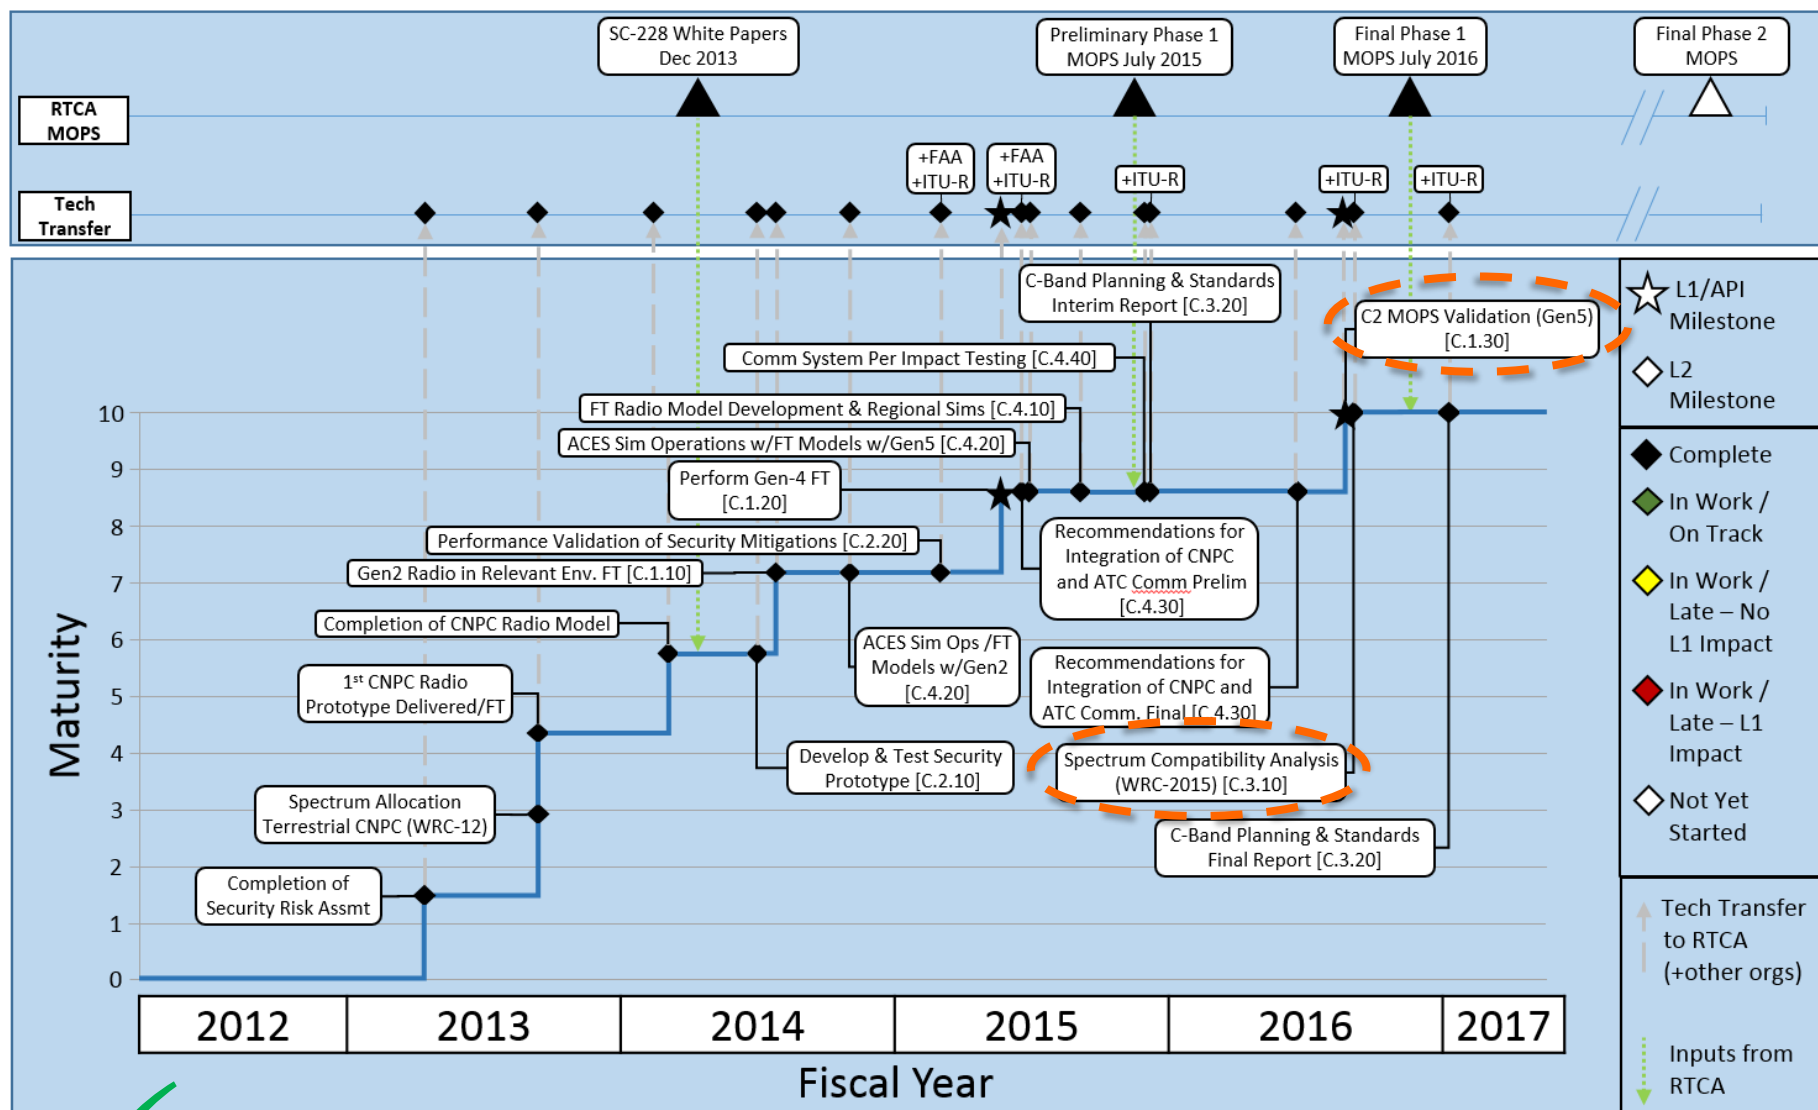 SC-228 White Papers
Dec 2013
Preliminary Phase 1
MOPS July 2015
Final Phase 1
MOPS July 2016
Final Phase 2
MOPS
RTCA
MOPS
+FAA
+ITU-R
+FAA
+ITU-R
+ITU-R
+ITU-R
+ITU-R
Tech
Transfer
C-Band Planning & Standards
Interim Report [C.3.20]
C2 MOPS Validation (Gen5)
[C.1.30]
Comm System Per Impact Testing [C.4.40]
FT Radio Model Development & Regional Sims [C.4.10]
ACES Sim Operations w/FT Models w/Gen5 [C.4.20]
Perform Gen-4 FT
[C.1.20]
Performance Validation of Security Mitigations [C.2.20]
Gen2 Radio in Relevant Env. FT [C.1.10]
Recommendations for
Integration of CNPC
and ATC Comm Prelim
[C.4.30]
Completion of CNPC Radio Model
ACES Sim Ops /FT
Models w/Gen2
[C.4.20]
1st CNPC Radio
Prototype Delivered/FT
Recommendations for
Integration of CNPC and
ATC Comm. Final [C.4.30]
Develop & Test Security
Prototype [C.2.10]
Spectrum Compatibility Analysis
(WRC-2015) [C.3.10]
Spectrum Allocation
Terrestrial CNPC (WRC-12)
C-Band Planning & Standards
Final Report [C.3.20]
Completion of
Security Risk Assmt
Maturity
10
9
8
7
6
5
4
3
2
1
0
2012
2013
2014
2015
2016
2017
Fiscal Year
L1/API
Milestone
L2
Milestone
Complete
In Work /
On Track
In Work /
Late – No
L1 Impact
In Work /
Late – L1
Impact
Not Yet
Started
Tech Transfer
to RTCA
(+other orgs)
Inputs from
RTCA